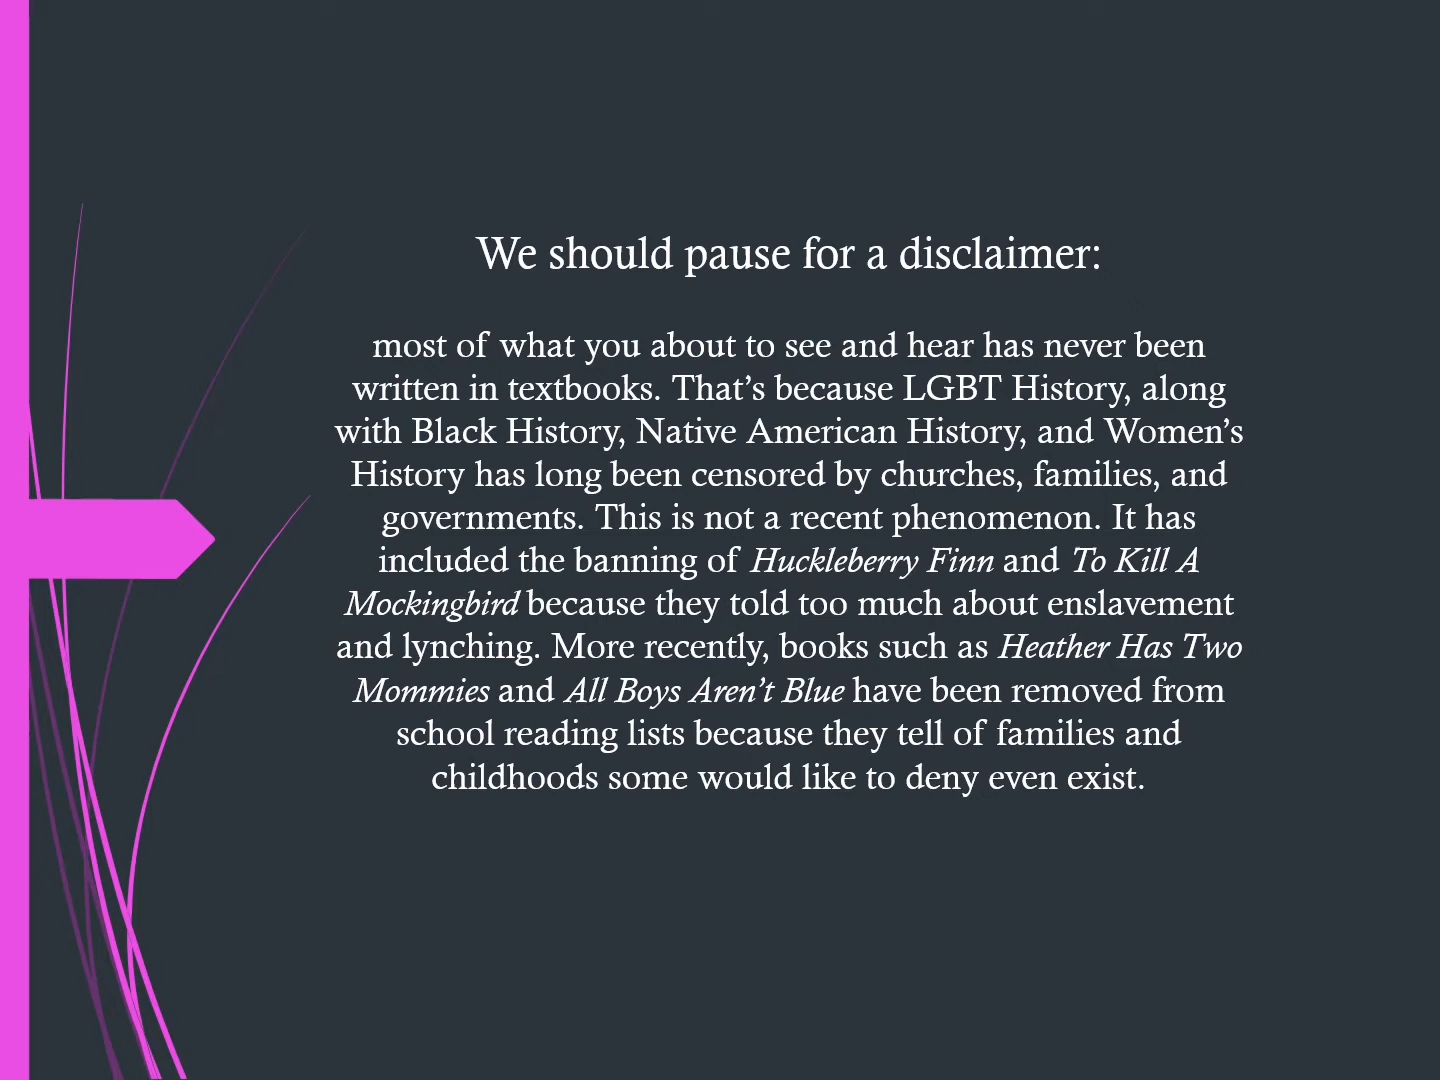 We should pause for a disclaimer:
most of what you about to see and hear has never been
written in textbooks. That’s because LGBT History, along
with Black History, Native American History, and Women’s
History has long been censored by churches, families, and
governments. This is not a recent phenomenon. It has
included the banning of Huckleberry Finn and To Kill A
Mockingbird because they told too much about enslavement
and lynching. More recently, books such as Heather Has Two
Mommies and All Boys Aren’t Blue have been removed from
school reading lists because they tell of families and
childhoods some would like to deny even exist.